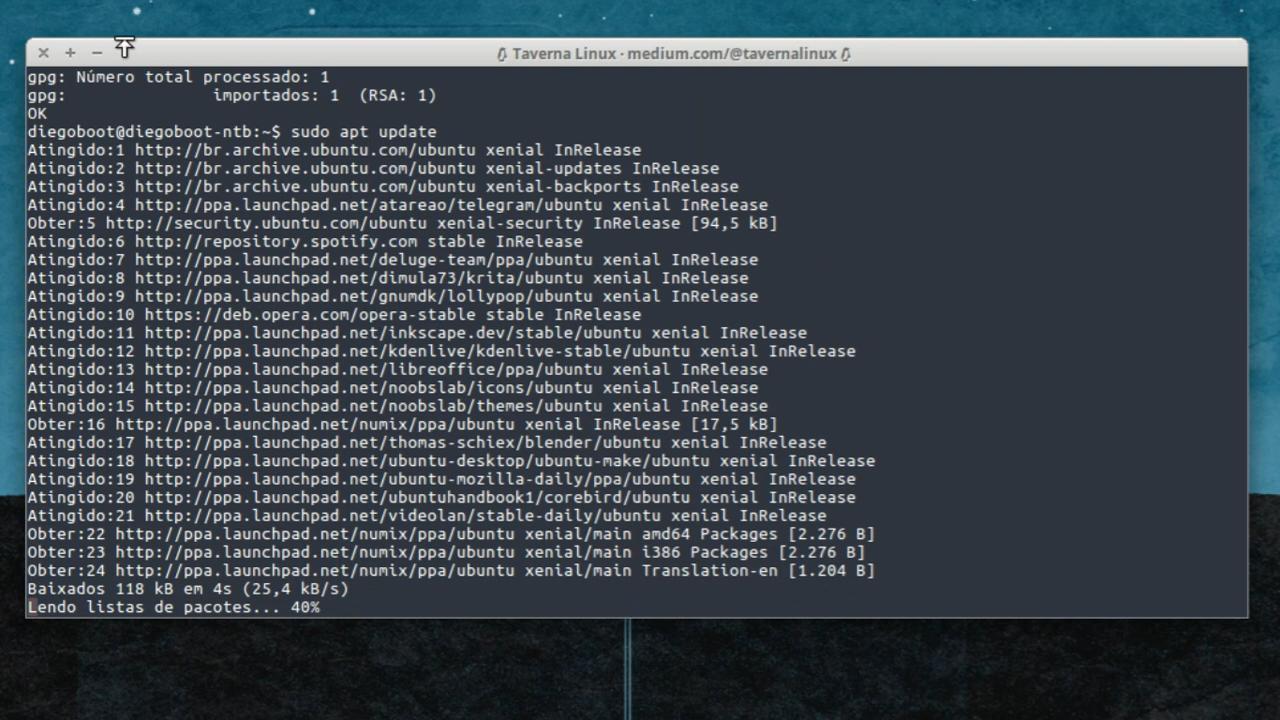 Taverna Linux · medium.com/@tavernalinux
gpg: Número total processado: 1
gpg:               importados: 1  (RSA: 1)
OK
diegoboot@diegoboot-ntb:~$ sudo apt update
Atingido:1 http://br.archive.ubuntu.com/ubuntu xenial InRelease
Atingido:2 http://br.archive.ubuntu.com/ubuntu xenial-updates InRelease
Atingido:3 http://br.archive.ubuntu.com/ubuntu xenial-backports InRelease
Atingido:4 http://ppa.launchpad.net/atareao/telegram/ubuntu xenial InRelease
Obter:5 http://security.ubuntu.com/ubuntu xenial-security InRelease [94,5 kB]
Atingido:6 http://repository.spotify.com stable InRelease
Atingido:7 http://ppa.launchpad.net/deluge-team/ppa/ubuntu xenial InRelease
Atingido:8 http://ppa.launchpad.net/dimula73/krita/ubuntu xenial InRelease
Atingido:9 http://ppa.launchpad.net/gnumdk/lollypop/ubuntu xenial InRelease
Atingido:10 https://deb.opera.com/opera-stable stable InRelease
Atingido:11 http://ppa.launchpad.net/inkscape.dev/stable/ubuntu xenial InRelease
Atingido:12 http://ppa.launchpad.net/kdenlive/kdenlive-stable/ubuntu xenial InRelease
Atingido:13 http://ppa.launchpad.net/libreoffice/ppa/ubuntu xenial InRelease
Atingido:14 http://ppa.launchpad.net/noobslab/icons/ubuntu xenial InRelease
Atingido:15 http://ppa.launchpad.net/noobslab/themes/ubuntu xenial InRelease
Obter:16 http://ppa.launchpad.net/numix/ppa/ubuntu xenial InRelease [17,5 kB]
Atingido:17 http://ppa.launchpad.net/thomas-schiex/blender/ubuntu xenial InRelease
Atingido:18 http://ppa.launchpad.net/ubuntu-desktop/ubuntu-make/ubuntu xenial InRelease
Atingido:19 http://ppa.launchpad.net/ubuntu-mozilla-daily/ppa/ubuntu xenial InRelease
Atingido:20 http://ppa.launchpad.net/ubuntuhandbook1/corebird/ubuntu xenial InRelease
Atingido:21 http://ppa.launchpad.net/videolan/stable-daily/ubuntu xenial InRelease
Obter:22 http://ppa.launchpad.net/numix/ppa/ubuntu xenial/main amd64 Packages [2.276 B]
Obter:23 http://ppa.launchpad.net/numix/ppa/ubuntu xenial/main i386 Packages [2.276 B]
Obter:24 http://ppa.launchpad.net/numix/ppa/ubuntu xenial/main Translation-en [1.204 B]
Baixados 118 kB em 4s (25,4 kB/s)
Lendo listas de pacotes... 40%